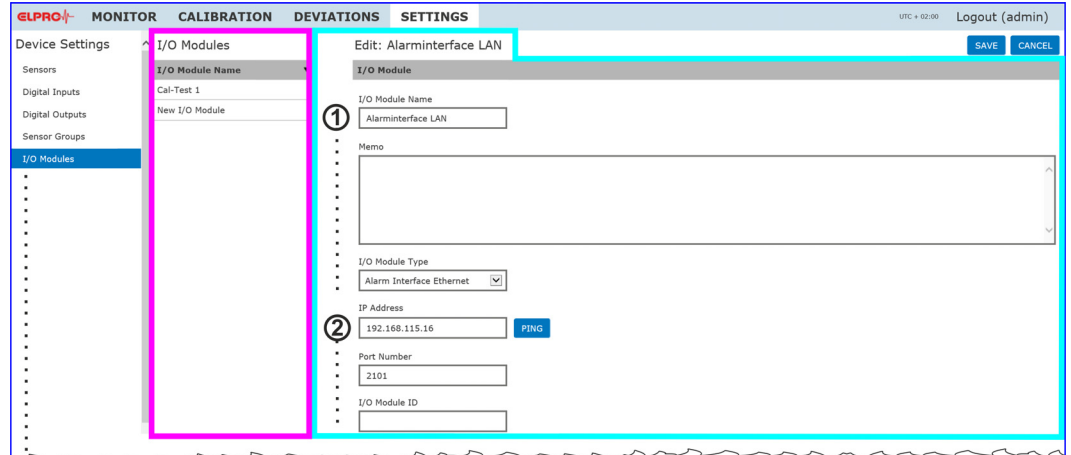 ELPRO MONITOR CALIBRATION DEVIATIONS SETTINGS UTC + 02:00 Logout (admin)
Device Settings
Sensors
Digital Inputs
Digital Outputs
Sensor Groups
I/O Modules
I/O Modules
I/O Module Name
Cal-Test 1
New I/O Module
Edit: Alarminterface LAN
SAVE CANCEL
I/O Module
I/O Module Name
1 Alarminterface LAN
Memo
I/O Module Type
Alarm Interface Ethernet
IP Address
2 192.168.115.16 PING
Port Number
2101
I/O Module ID